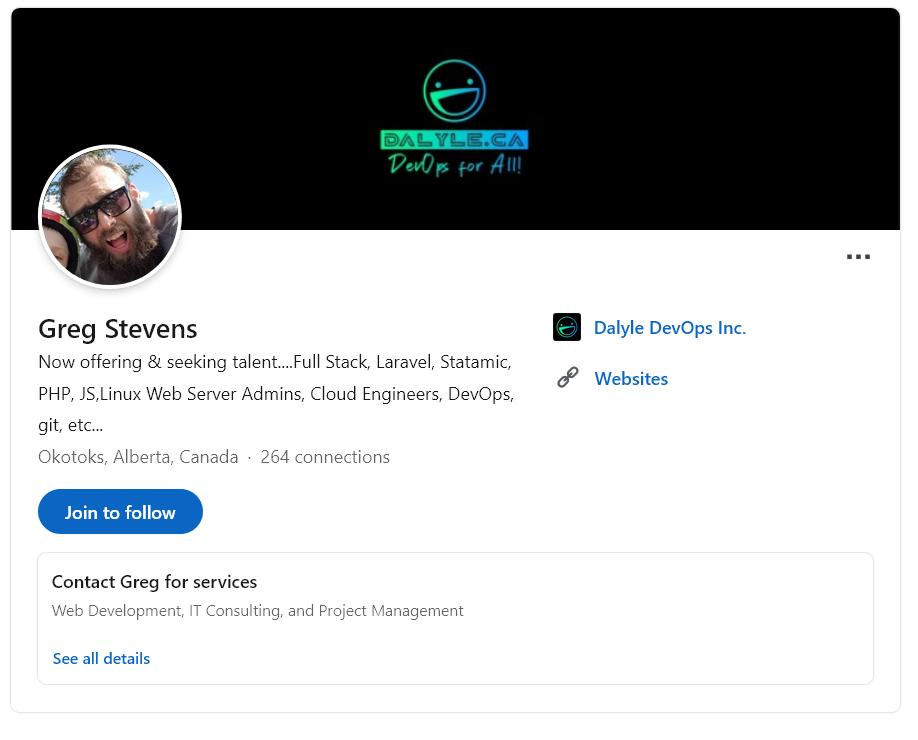 DALYLE.CA
DevOps for All!
Greg Stevens
Now offering & seeking talent....Full Stack, Laravel, Statamic,
PHP, JS,Linux Web Server Admins, Cloud Engineers, DevOps,
git, etc...
Okotoks, Alberta, Canada · 264 connections
Dalyle DevOps Inc.
Websites
Join to follow
Contact Greg for services
Web Development, IT Consulting, and Project Management
See all details